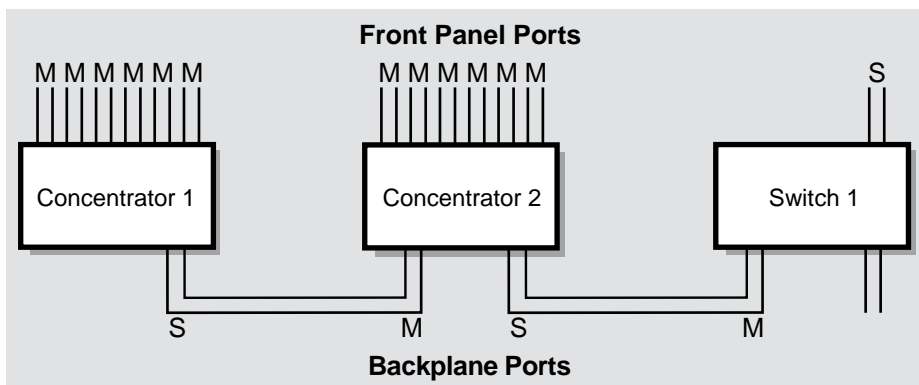 Front Panel Ports
M M M M M M M M M M M M S
Concentrator 1 Concentrator 2 Switch 1
S M S M
Backplane Ports